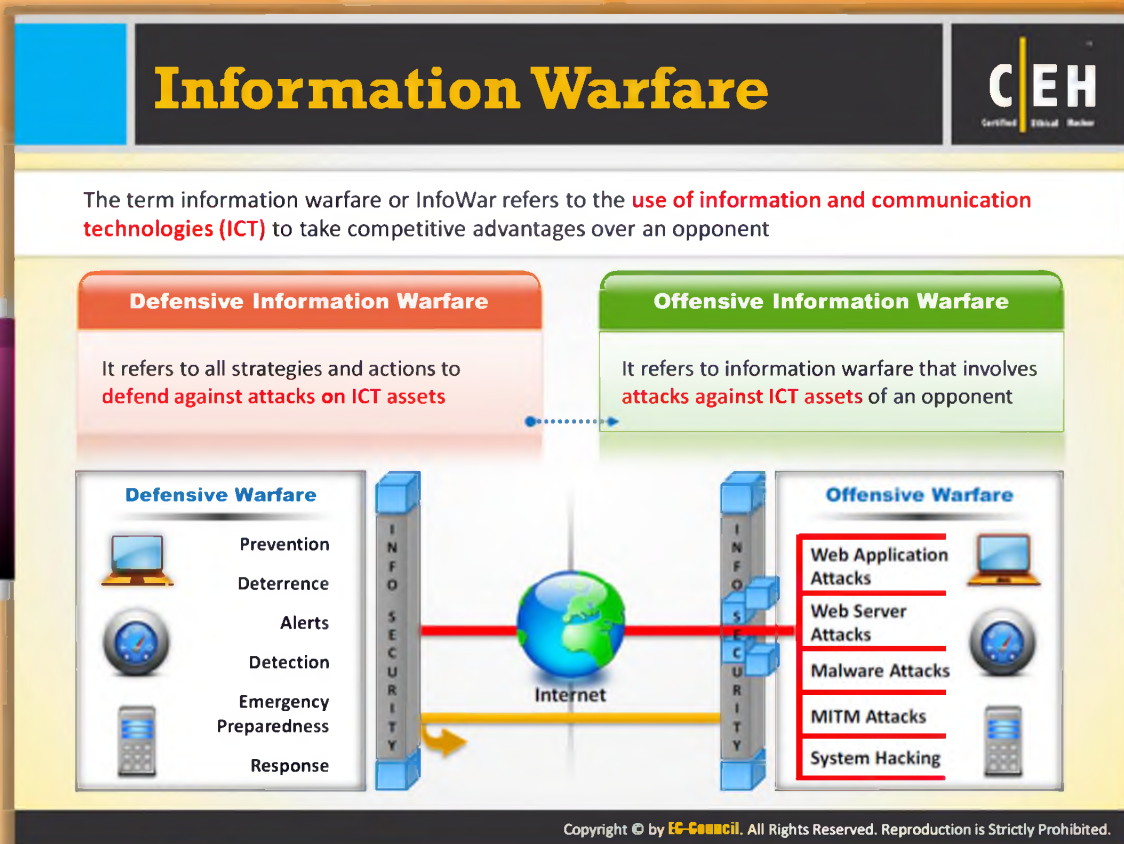 Information Warfare
CEH
Certified Ethical Hacker
The term information warfare or InfoWar refers to the use of information and communication
technologies (ICT) to take competitive advantages over an opponent
Defensive Information Warfare
It refers to all strategies and actions to
defend against attacks on ICT assets
Offensive Information Warfare
It refers to information warfare that involves
attacks against ICT assets of an opponent
Defensive Warfare
Prevention
Deterrence
Alerts
Detection
Emergency
Preparedness
Response
INFO SECURITY
Internet
INFO SECURITY
Offensive Warfare
Web Application
Attacks
Web Server
Attacks
Malware Attacks
MITM Attacks
System Hacking
Copyright © by EC-Council. All Rights Reserved. Reproduction is Strictly Prohibited.